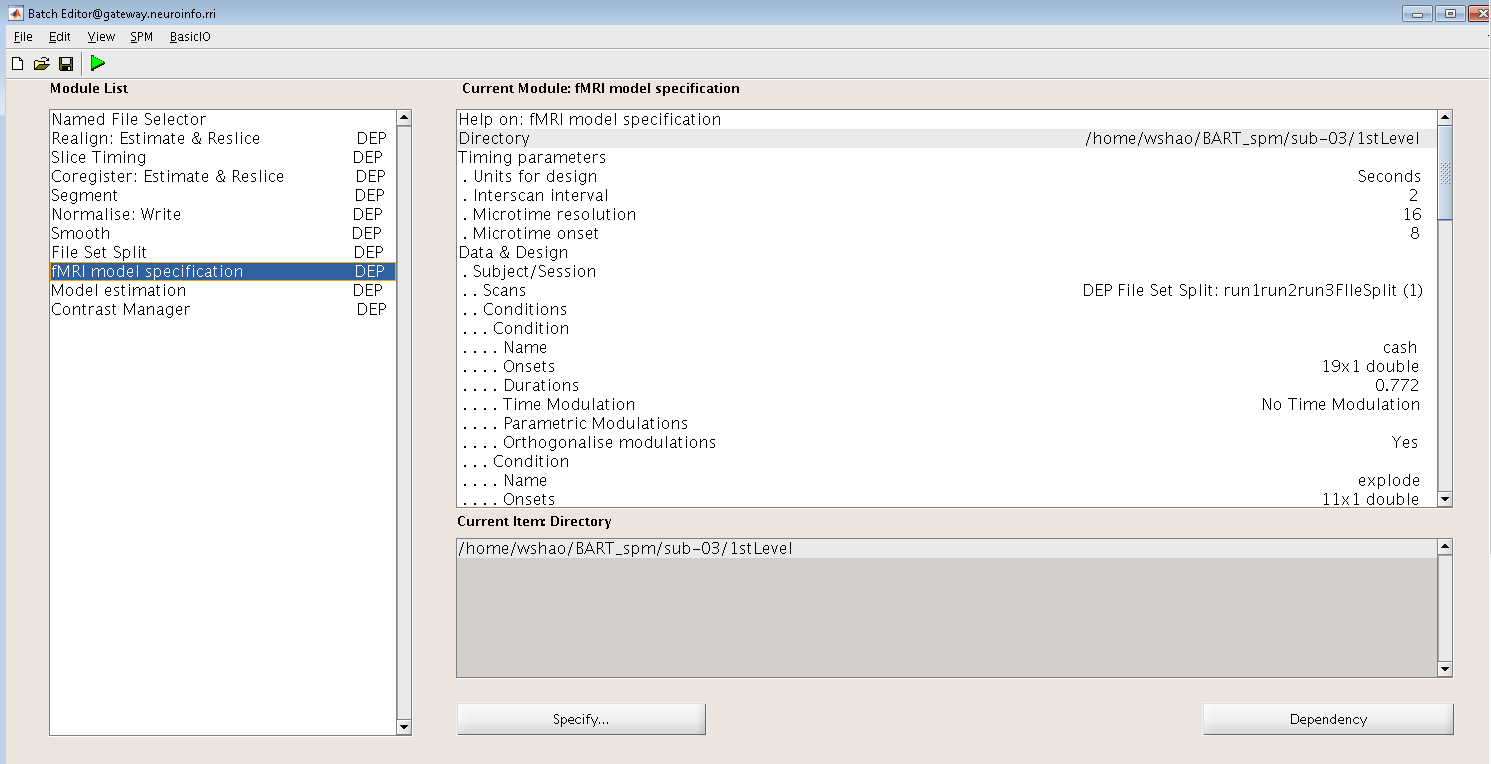 Batch Editor@gateway.neuroinfo.rri
File Edit View SPM BasicIO
Module List
Named File Selector
Realign: Estimate & Reslice DEP
Slice Timing DEP
Coregister: Estimate & Reslice DEP
Segment DEP
Normalise: Write DEP
Smooth DEP
File Set Split DEP
fMRI model specification DEP
Model estimation DEP
Contrast Manager DEP
Current Module: fMRI model specification
Help on: fMRI model specification
Directory /home/wshao/BART_spm/sub-03/1stLevel
Timing parameters
. Units for design Seconds
. Interscan interval 2
. Microtime resolution 16
. Microtime onset 8
Data & Design
. Subject/Session
. . Scans DEP File Set Split: run1run2run3FIleSplit (1)
. . Conditions
. . . Condition
. . . . Name cash
. . . . Onsets 19x1 double
. . . . Durations 0.772
. . . . Time Modulation No Time Modulation
. . . . Parametric Modulations
. . . . Orthogonalise modulations Yes
. . . Condition
. . . . Name explode
. . . . Onsets 11x1 double
Current Item: Directory
/home/wshao/BART_spm/sub-03/1stLevel
Specify...
Dependency